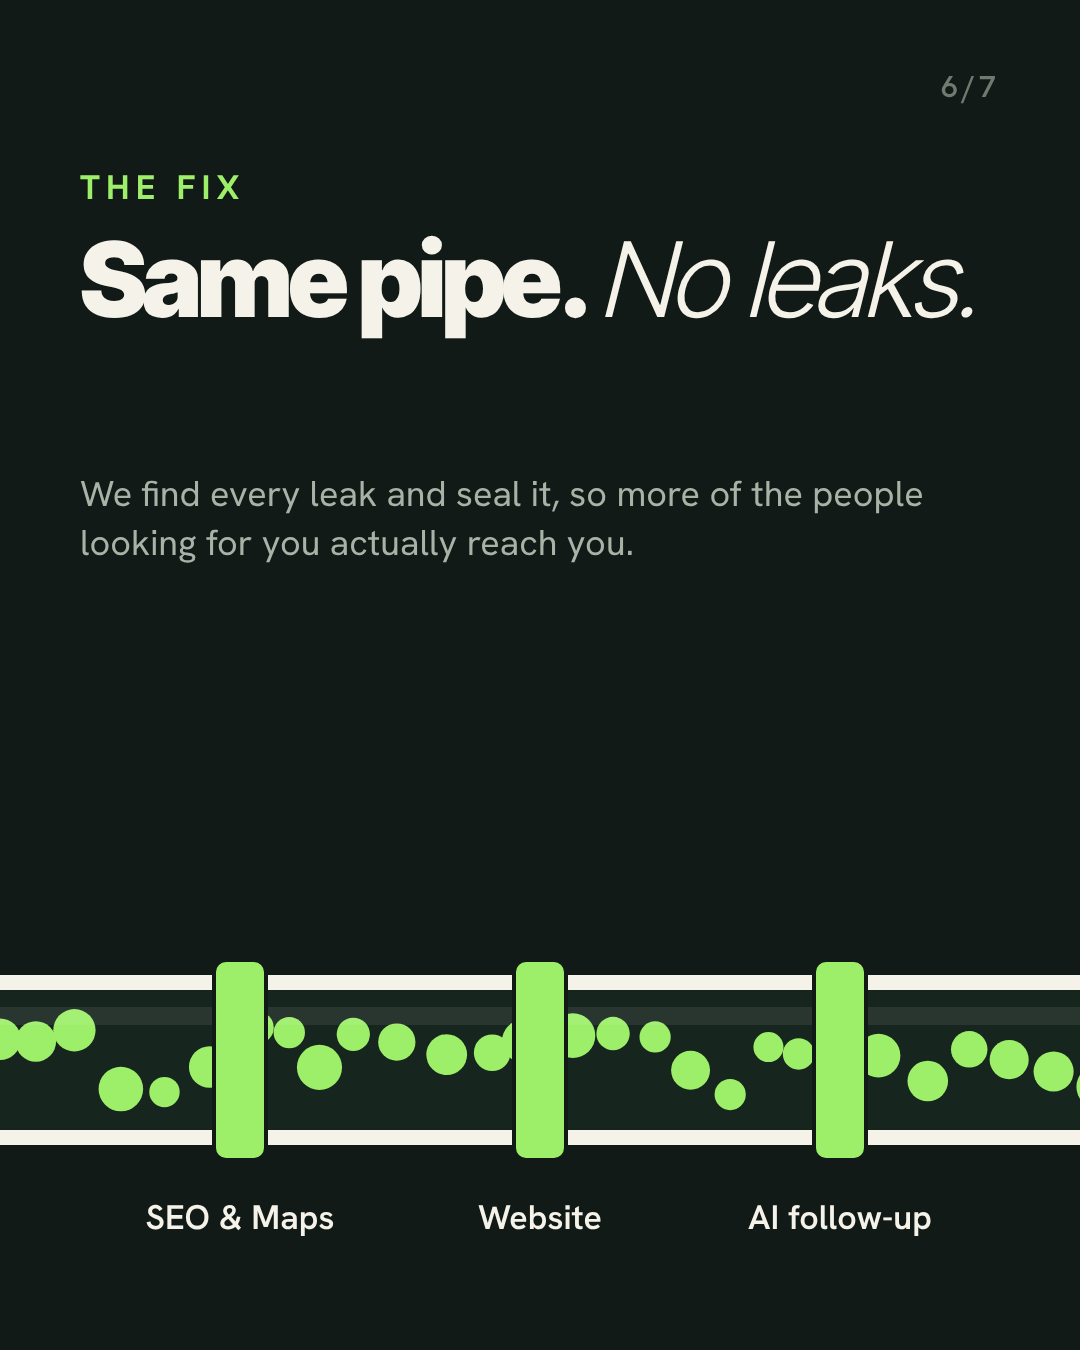 6/7
THE FIX
Same pipe. No leaks.
We find every leak and seal it, so more of the people
looking for you actually reach you.
SEO & Maps
Website
AI follow-up